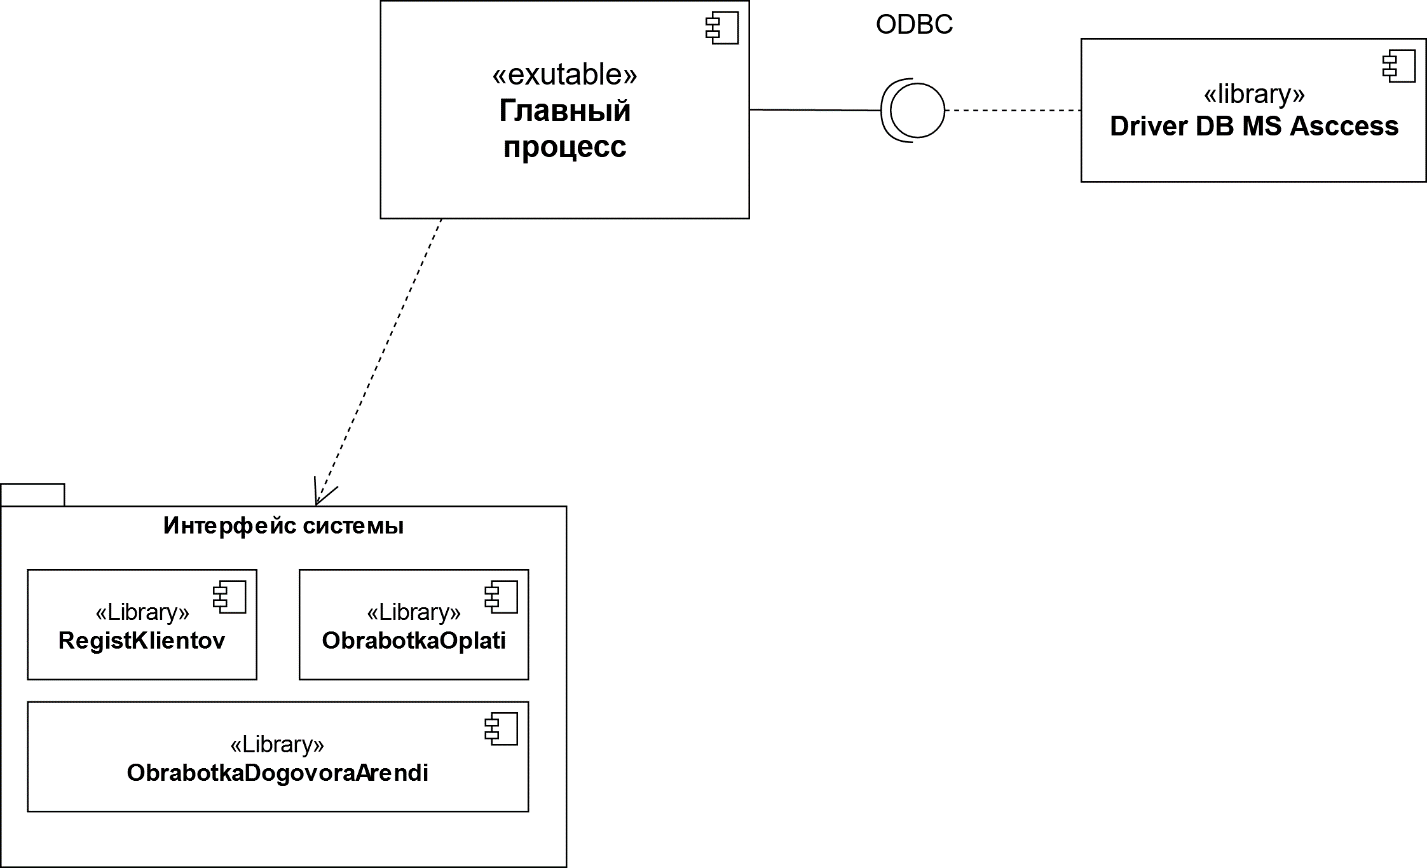 ODBC
«exutable»
Главный
процесс
«library»
Driver DB MS Asccess
Интерфейс системы
«Library»
RegistKlientov
«Library»
ObrabotkaOplati
«Library»
ObrabotkaDogovoraArendi